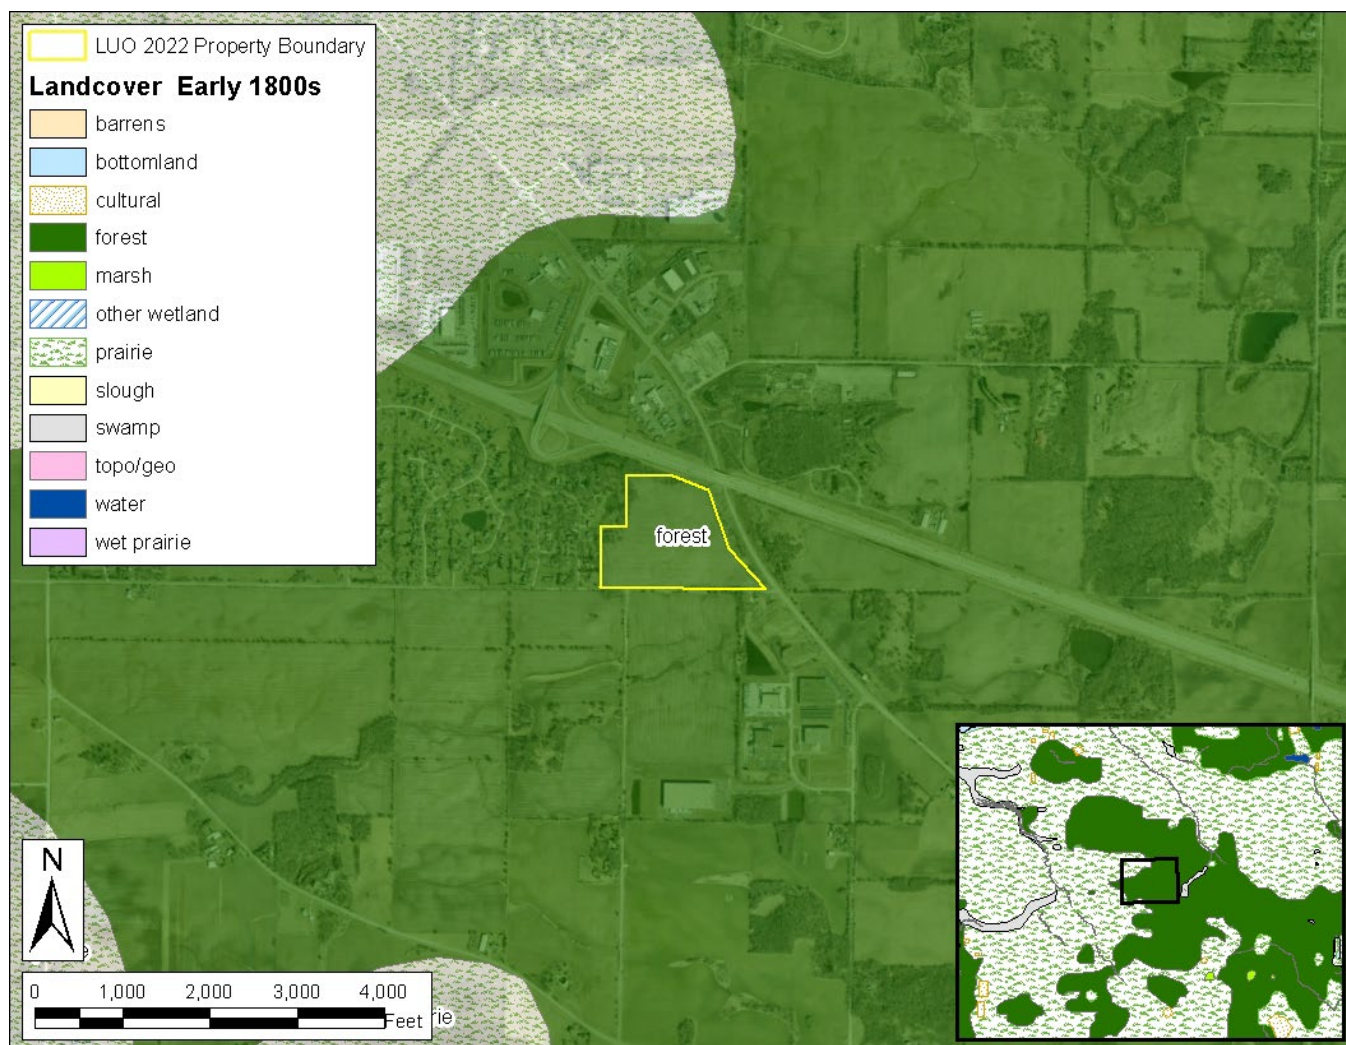 LUO 2022 Property Boundary
Landcover Early 1800s
barrens
bottomland
cultural
forest
marsh
other wetland
prairie
slough
swamp
topo/geo
water
wet prairie
forest
N
0 1,000 2,000 3,000 4,000
Feet